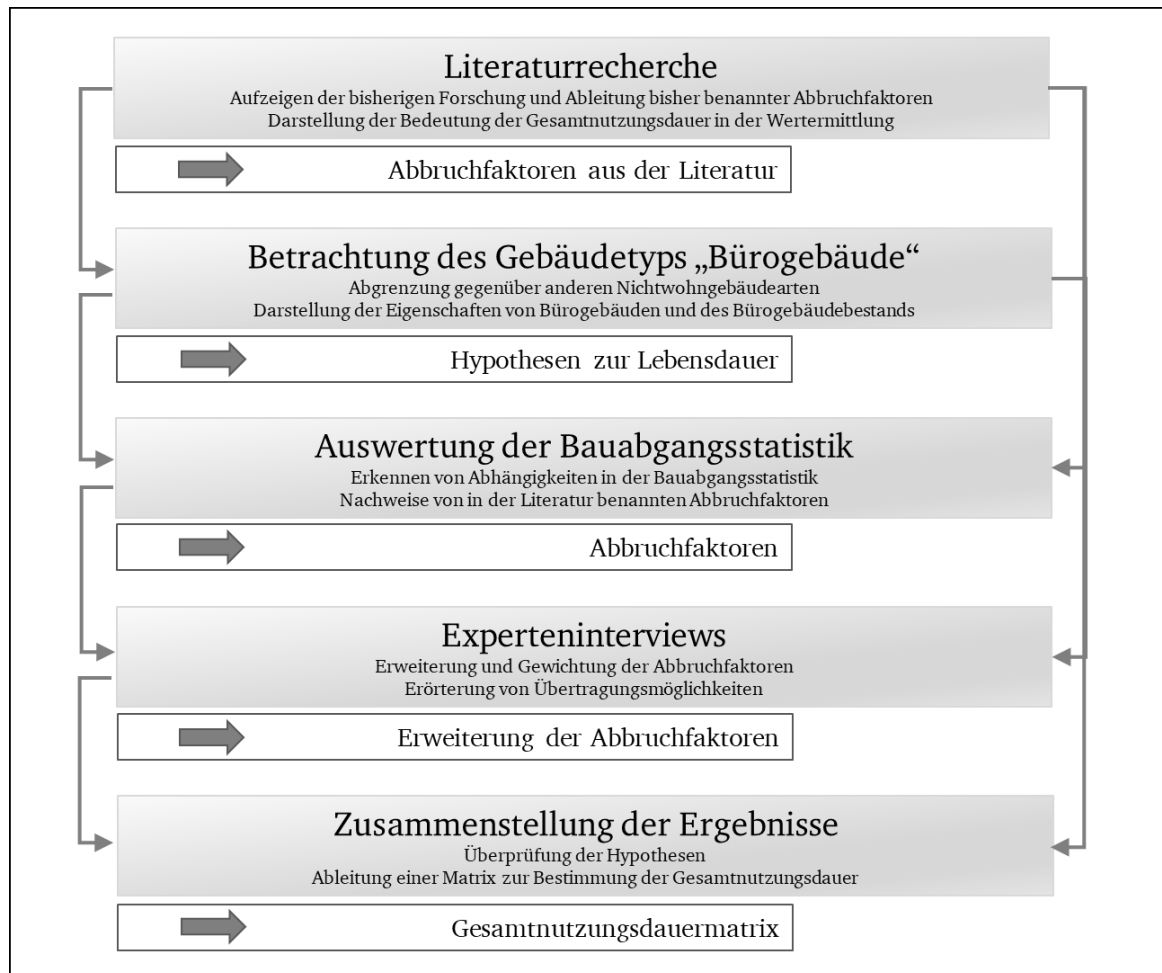 Literaturrecherche
Aufzeigen der bisherigen Forschung und Ableitung bisher benannter Abbruchfaktoren
Darstellung der Bedeutung der Gesamtnutzungsdauer in der Wertermittlung
Abbruchfaktoren aus der Literatur
Betrachtung des Gebäudetyps „Bürogebäude“
Abgrenzung gegenüber anderen Nichtwohngebäudearten
Darstellung der Eigenschaften von Bürogebäuden und des Bürogebäudebestands
Hypothesen zur Lebensdauer
Auswertung der Bauabgangsstatistik
Erkennen von Abhängigkeiten in der Bauabgangsstatistik
Nachweise von in der Literatur benannten Abbruchfaktoren
Abbruchfaktoren
Experteninterviews
Erweiterung und Gewichtung der Abbruchfaktoren
Erörterung von Übertragungsmöglichkeiten
Erweiterung der Abbruchfaktoren
Zusammenstellung der Ergebnisse
Überprüfung der Hypothesen
Ableitung einer Matrix zur Bestimmung der Gesamtnutzungsdauer
Gesamtnutzungsdauermatrix